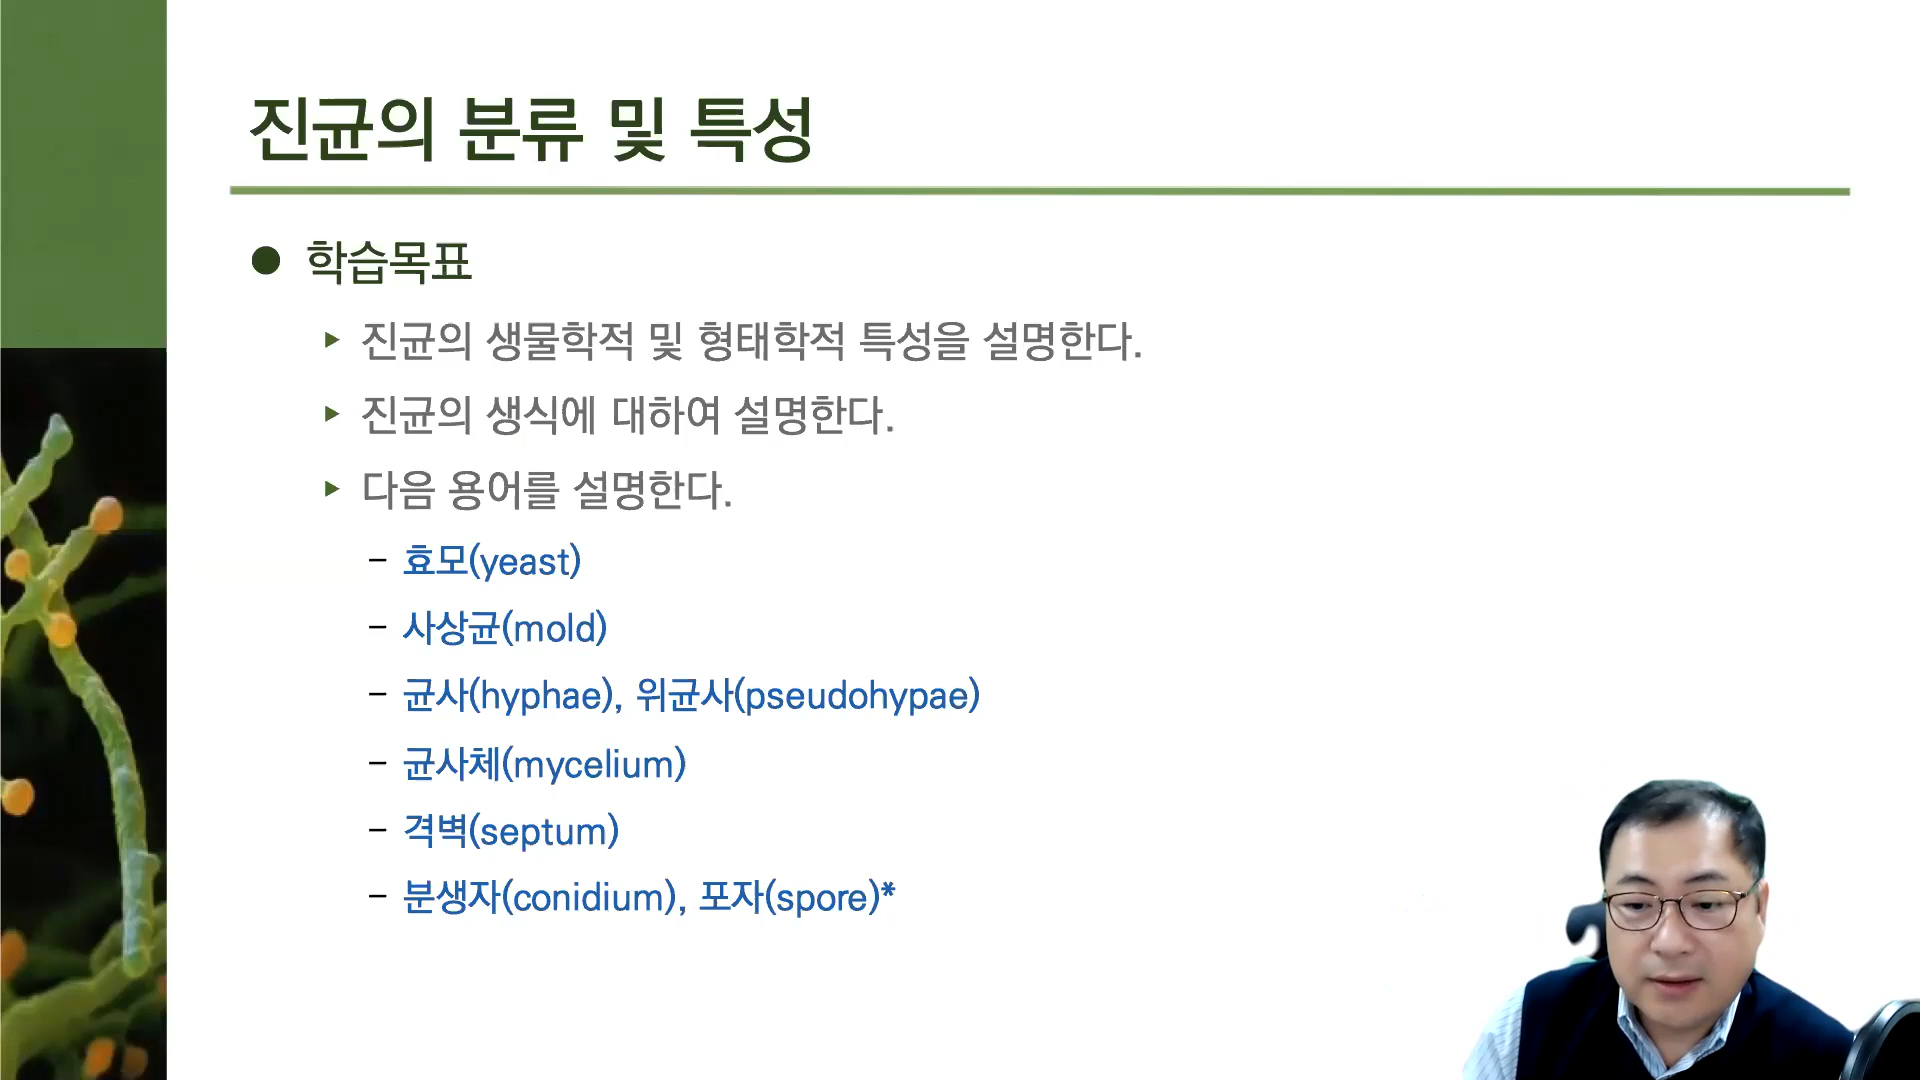 진균의 분류 및 특성
● 학습목표
▸ 진균의 생물학적 및 형태학적 특성을 설명한다.
▸ 진균의 생식에 대하여 설명한다.
▸ 다음 용어를 설명한다.
– 효모(yeast)
– 사상균(mold)
– 균사(hyphae), 위균사(pseudohypae)
– 균사체(mycelium)
– 격벽(septum)
– 분생자(conidium), 포자(spore)*